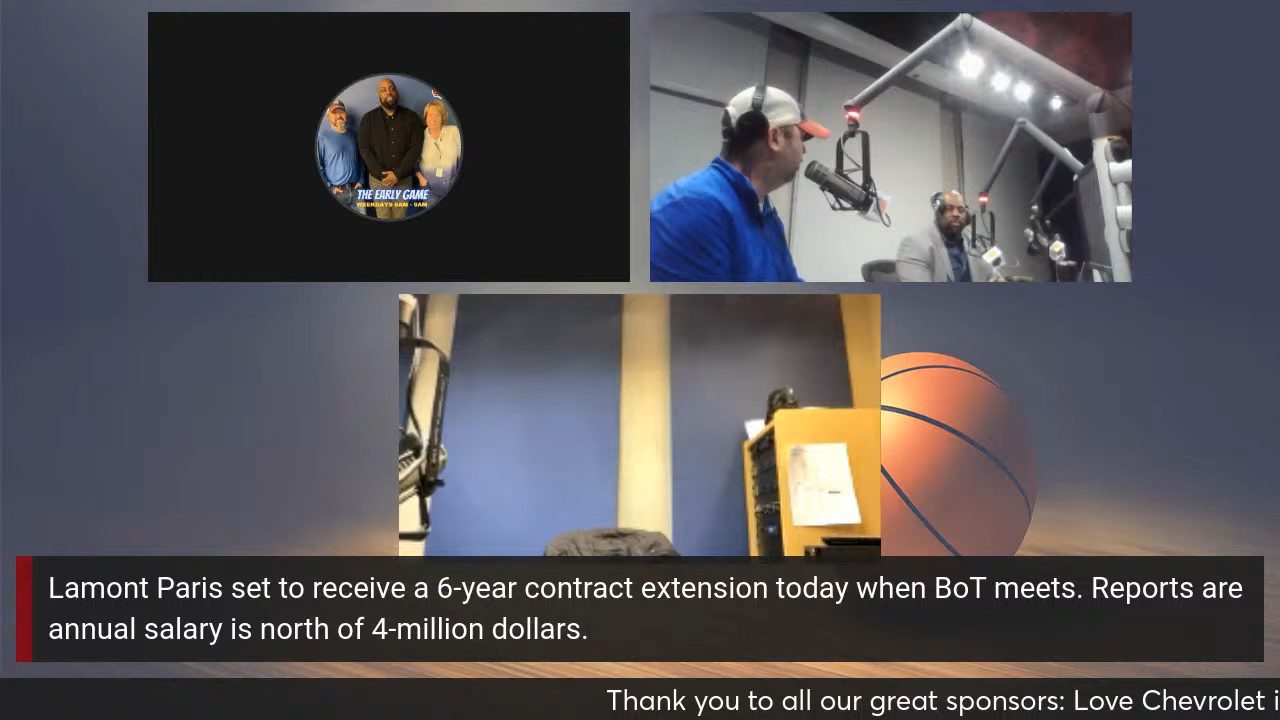 THE EARLY GAME
WEEKDAYS 6AM - 9AM
Lamont Paris set to receive a 6-year contract extension today when BoT meets. Reports are
annual salary is north of 4-million dollars.
Thank you to all our great sponsors: Love Chevrolet i